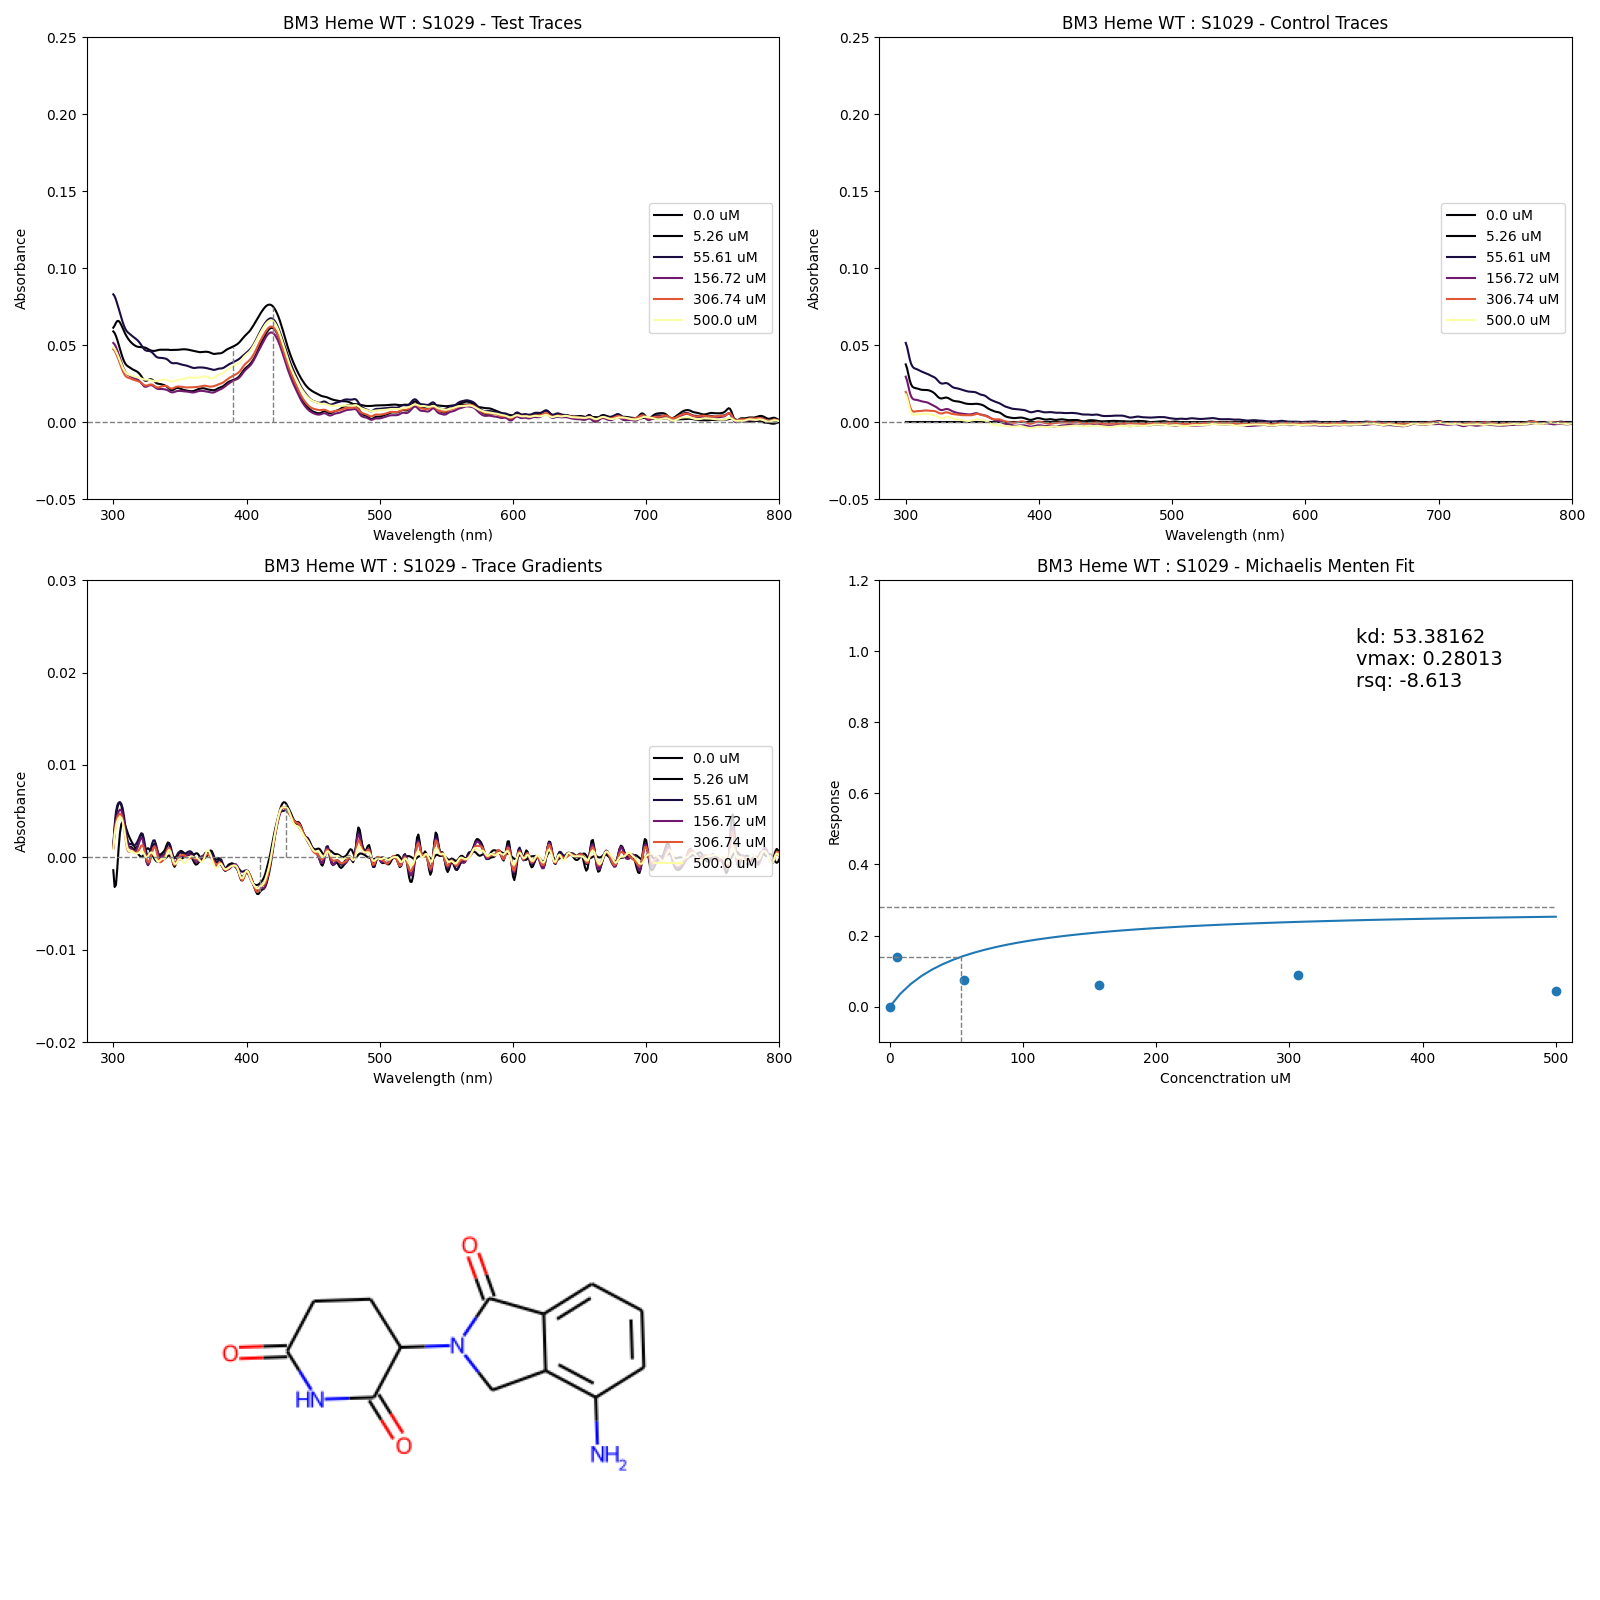 BM3 Heme WT : S1029 - Test Traces
0.25
0.20
0.15
0.10
0.05
0.00
−0.05
Absorbance
300 400 500 600 700 800
Wavelength (nm)
0.0 uM
5.26 uM
55.61 uM
156.72 uM
306.74 uM
500.0 uM
BM3 Heme WT : S1029 - Control Traces
0.25
0.20
0.15
0.10
0.05
0.00
−0.05
Absorbance
300 400 500 600 700 800
Wavelength (nm)
0.0 uM
5.26 uM
55.61 uM
156.72 uM
306.74 uM
500.0 uM
BM3 Heme WT : S1029 - Trace Gradients
0.03
0.02
0.01
0.00
−0.01
−0.02
Absorbance
300 400 500 600 700 800
Wavelength (nm)
0.0 uM
5.26 uM
55.61 uM
156.72 uM
306.74 uM
500.0 uM
BM3 Heme WT : S1029 - Michaelis Menten Fit
1.2
1.0
0.8
0.6
0.4
0.2
0.0
Response
0 100 200 300 400 500
Concenctration uM
kd: 53.38162
vmax: 0.28013
rsq: -8.613
O
N
O
HN
O
NH2